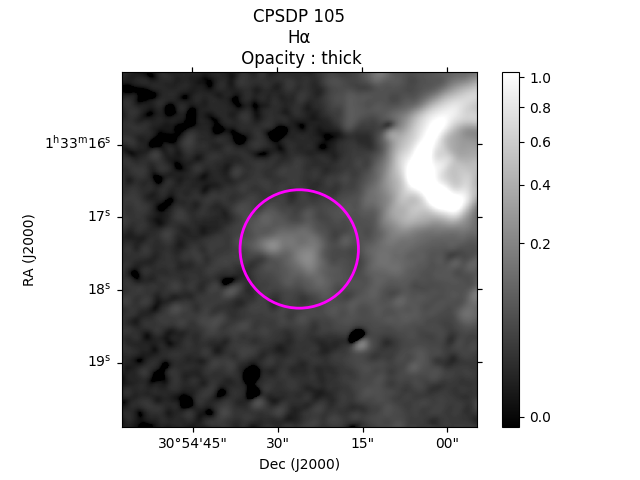 CPSDP 105
Hα
Opacity : thick
1ʰ33ᵐ16ˢ
17ˢ
18ˢ
19ˢ
RA (J2000)
30°54'45"
30"
15"
00"
Dec (J2000)
1.0
0.8
0.6
0.4
0.2
0.0